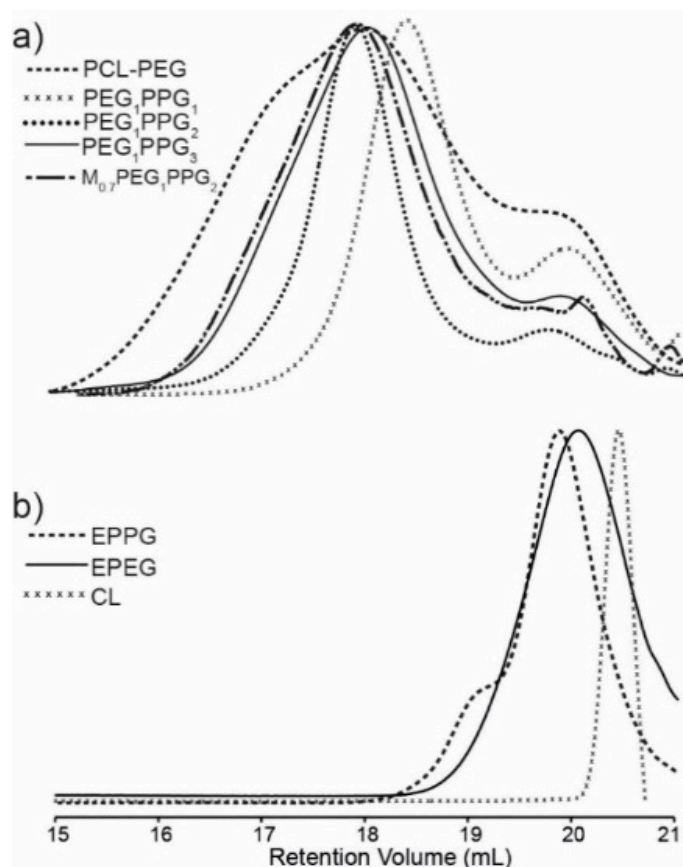 a)
PCL-PEG
PEG₁PPG₁
PEG₁PPG₂
PEG₁PPG₃
M₀.₇PEG₁PPG₂
b)
EPPG
EPEG
CL
15 16 17 18 19 20 21
Retention Volume (mL)